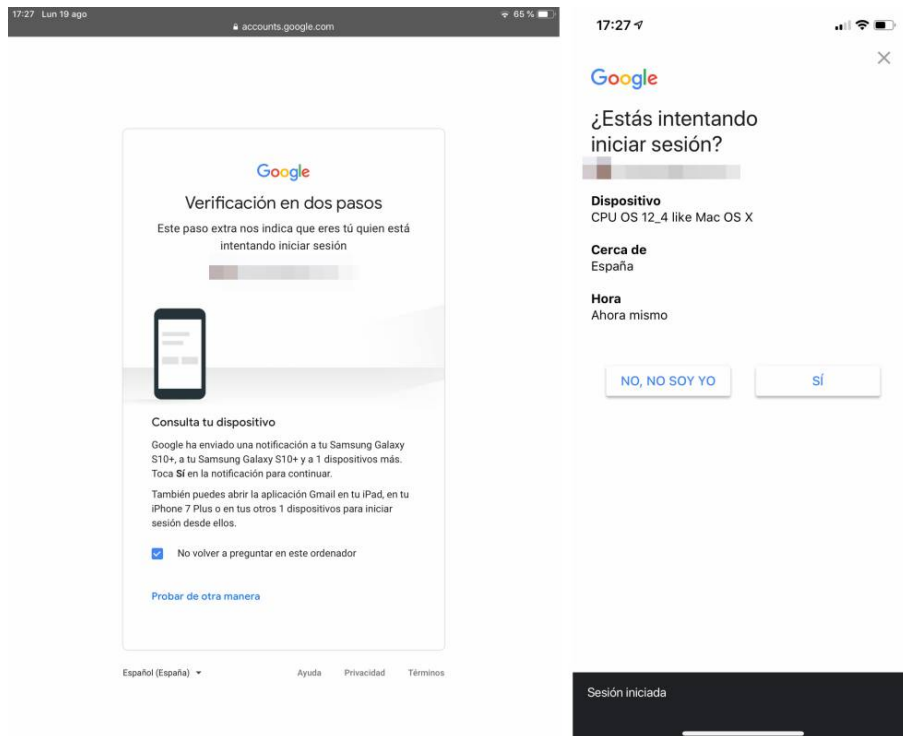 17:27 Lun 19 ago
accounts.google.com
65 %
Google
Verificación en dos pasos
Este paso extra nos indica que eres tú quien está
intentando iniciar sesión
Consulta tu dispositivo
Google ha enviado una notificación a tu Samsung Galaxy
S10+, a tu Samsung Galaxy S10+ y a 1 dispositivos más.
Toca Sí en la notificación para continuar.
También puedes abrir la aplicación Gmail en tu iPad, en tu
iPhone 7 Plus o en tus otros 1 dispositivos para iniciar
sesión desde ellos.
No volver a preguntar en este ordenador
Probar de otra manera
Español (España)
Ayuda Privacidad Términos
17:27
Google
¿Estás intentando
iniciar sesión?
Dispositivo
CPU OS 12_4 like Mac OS X
Cerca de
España
Hora
Ahora mismo
NO, NO SOY YO
SÍ
Sesión iniciada